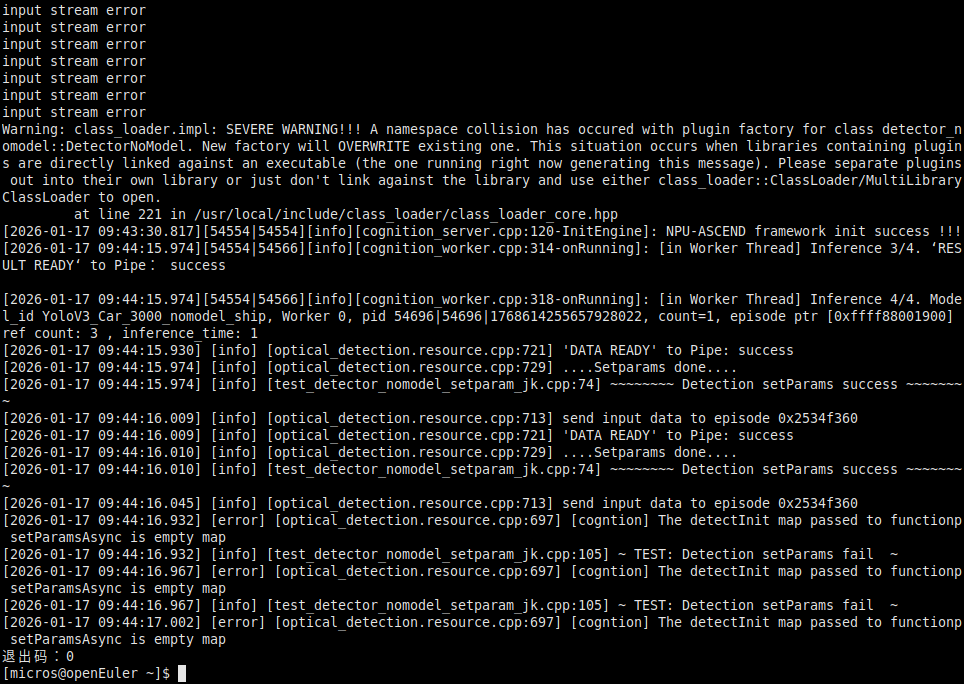 input stream error
input stream error
input stream error
input stream error
input stream error
input stream error
input stream error
Warning: class_loader.impl: SEVERE WARNING!!! A namespace collision has occured with plugin factory for class detector_n
omodel::DetectorNoModel. New factory will OVERWRITE existing one. This situation occurs when libraries containing plugin
s are directly linked against an executable (the one running right now generating this message). Please separate plugins
 out into their own library or just don't link against the library and use either class_loader::ClassLoader/MultiLibrary
ClassLoader to open.
         at line 221 in /usr/local/include/class_loader/class_loader_core.hpp
[2026-01-17 09:43:30.817][54554|54554][info][cognition_server.cpp:120-InitEngine]: NPU-ASCEND framework init success !!!
[2026-01-17 09:44:15.974][54554|54566][info][cognition_worker.cpp:314-onRunning]: [in Worker Thread] Inference 3/4. ‘RES
ULT READY‘ to Pipe： success

[2026-01-17 09:44:15.974][54554|54566][info][cognition_worker.cpp:318-onRunning]: [in Worker Thread] Inference 4/4. Mode
l_id YoloV3_Car_3000_nomodel_ship, Worker 0, pid 54696|54696|1768614255657928022, count=1, episode ptr [0xffff88001900]
ref count: 3 , inference_time: 1
[2026-01-17 09:44:15.930] [info] [optical_detection.resource.cpp:721] 'DATA READY' to Pipe: success
[2026-01-17 09:44:15.974] [info] [optical_detection.resource.cpp:729] ....Setparams done....
[2026-01-17 09:44:15.974] [info] [test_detector_nomodel_setparam_jk.cpp:74] ~~~~~~~~ Detection setParams success ~~~~~~~
~
[2026-01-17 09:44:16.009] [info] [optical_detection.resource.cpp:713] send input data to episode 0x2534f360
[2026-01-17 09:44:16.009] [info] [optical_detection.resource.cpp:721] 'DATA READY' to Pipe: success
[2026-01-17 09:44:16.010] [info] [optical_detection.resource.cpp:729] ....Setparams done....
[2026-01-17 09:44:16.010] [info] [test_detector_nomodel_setparam_jk.cpp:74] ~~~~~~~~ Detection setParams success ~~~~~~~
~
[2026-01-17 09:44:16.045] [info] [optical_detection.resource.cpp:713] send input data to episode 0x2534f360
[2026-01-17 09:44:16.932] [error] [optical_detection.resource.cpp:697] [cogntion] The detectInit map passed to functionp
 setParamsAsync is empty map
[2026-01-17 09:44:16.932] [info] [test_detector_nomodel_setparam_jk.cpp:105] ~ TEST: Detection setParams fail  ~
[2026-01-17 09:44:16.967] [error] [optical_detection.resource.cpp:697] [cogntion] The detectInit map passed to functionp
 setParamsAsync is empty map
[2026-01-17 09:44:16.967] [info] [test_detector_nomodel_setparam_jk.cpp:105] ~ TEST: Detection setParams fail  ~
[2026-01-17 09:44:17.002] [error] [optical_detection.resource.cpp:697] [cogntion] The detectInit map passed to functionp
 setParamsAsync is empty map
退出码：0
[micros@openEuler ~]$